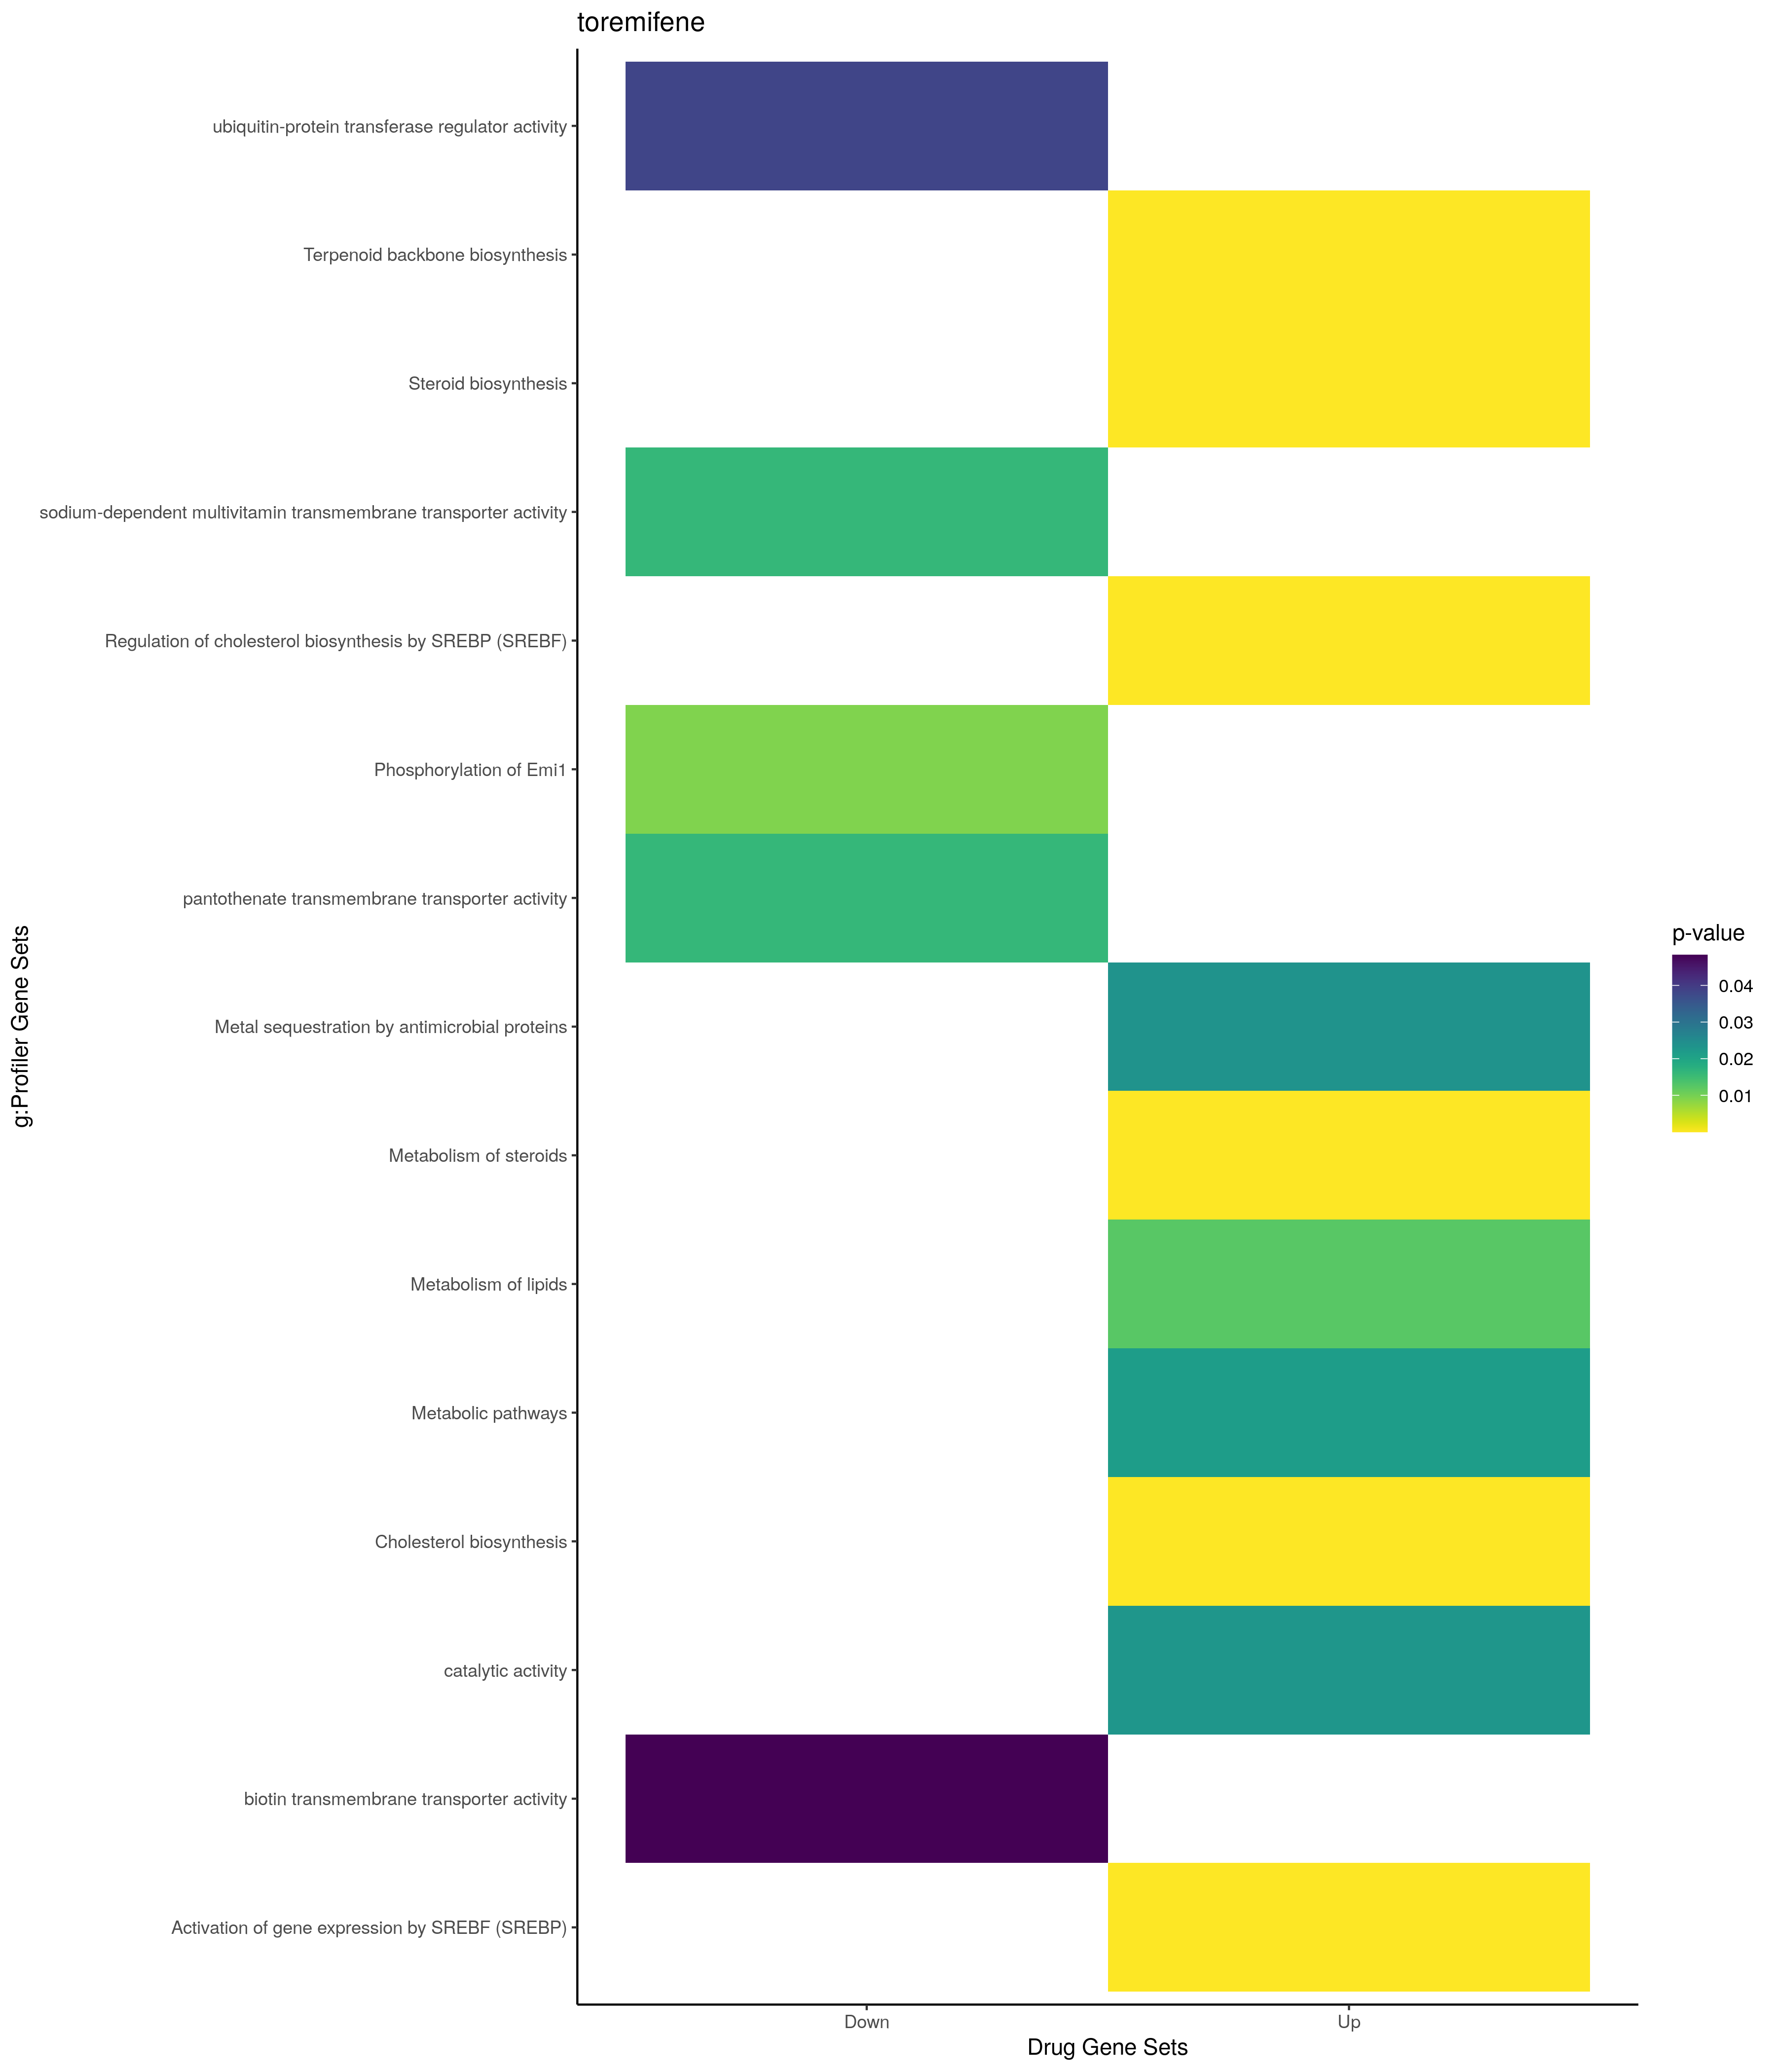 toremifene
ubiquitin-protein transferase regulator activity
Terpenoid backbone biosynthesis
Steroid biosynthesis
sodium-dependent multivitamin transmembrane transporter activity
Regulation of cholesterol biosynthesis by SREBP (SREBF)
Phosphorylation of Emi1
pantothenate transmembrane transporter activity
Metal sequestration by antimicrobial proteins
Metabolism of steroids
Metabolism of lipids
Metabolic pathways
Cholesterol biosynthesis
catalytic activity
biotin transmembrane transporter activity
Activation of gene expression by SREBF (SREBP)
g:Profiler Gene Sets
Down
Up
Drug Gene Sets
p-value
0.04
0.03
0.02
0.01